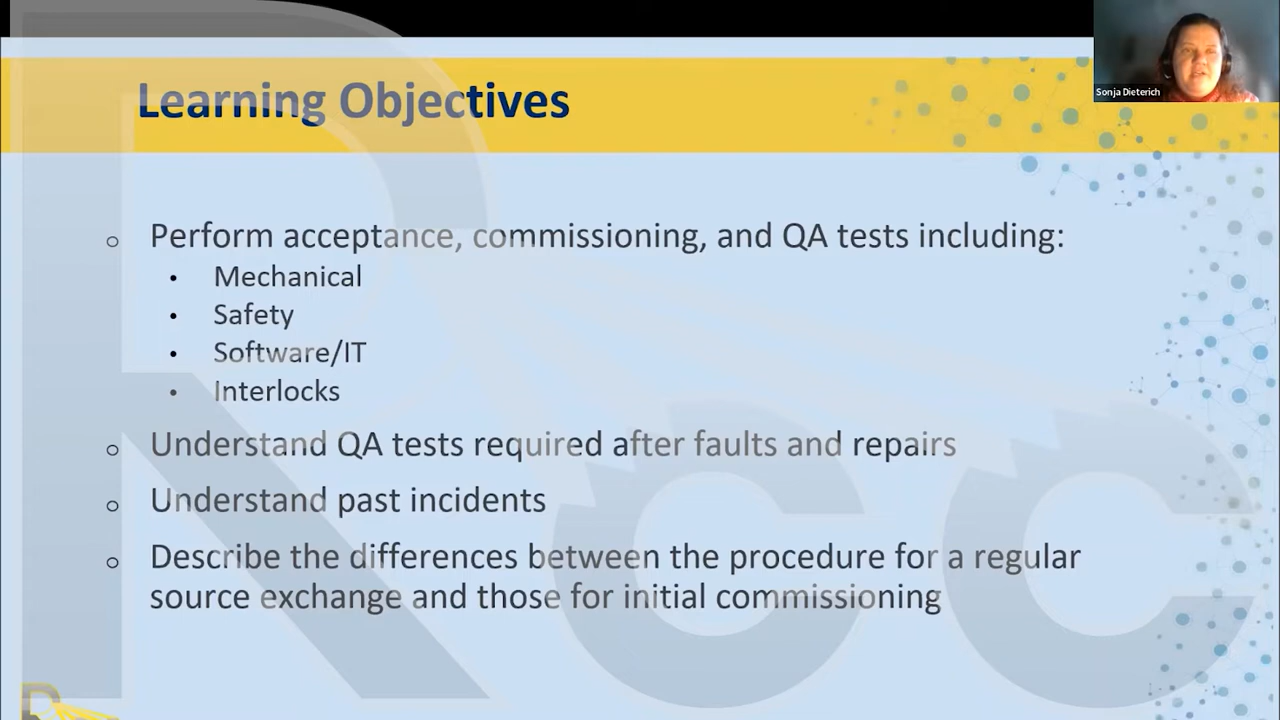 Learning Objectives
Sonja Dieterich
Perform acceptance, commissioning, and QA tests including:
Mechanical
Safety
Software/IT
Interlocks
Understand QA tests required after faults and repairs
Understand past incidents
Describe the differences between the procedure for a regular
source exchange and those for initial commissioning
Rcc